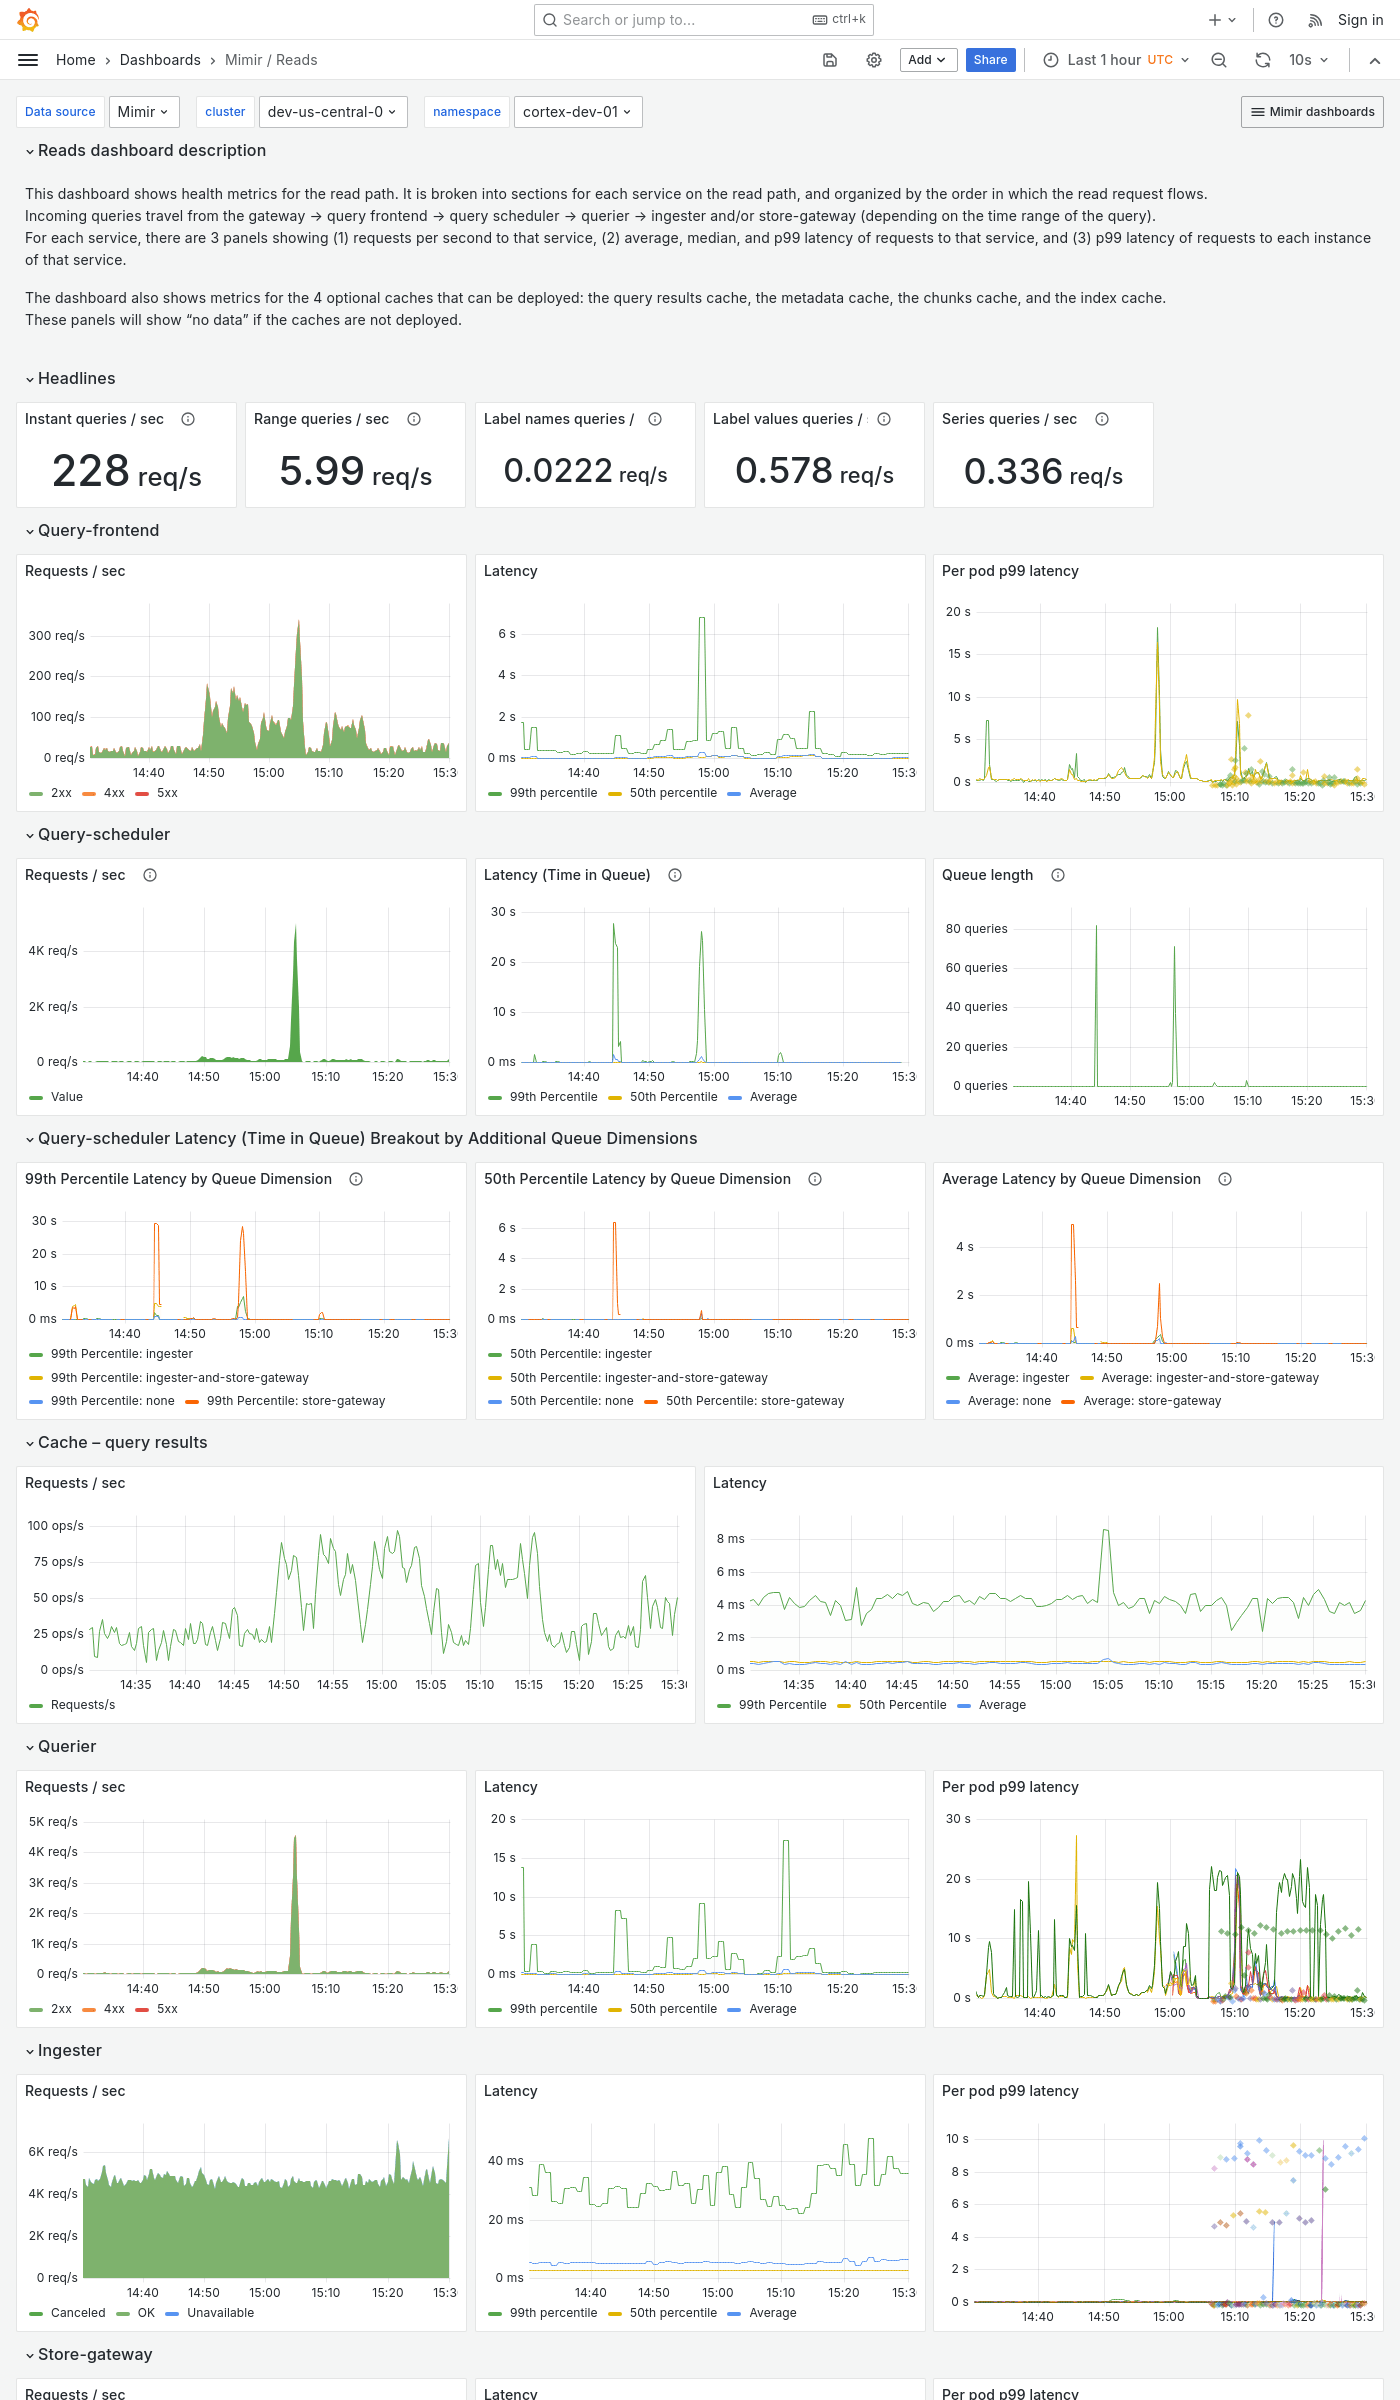 Search or jump to...
ctrl+k
Sign in
Home › Dashboards › Mimir / Reads
Add
Share
Last 1 hour UTC
10s
Data source
Mimir
cluster
dev-us-central-0
namespace
cortex-dev-01
Mimir dashboards
Reads dashboard description
This dashboard shows health metrics for the read path. It is broken into sections for each service on the read path, and organized by the order in which the read request flows.
Incoming queries travel from the gateway → query frontend → query scheduler → querier → ingester and/or store-gateway (depending on the time range of the query).
For each service, there are 3 panels showing (1) requests per second to that service, (2) average, median, and p99 latency of requests to that service, and (3) p99 latency of requests to each instance
of that service.
The dashboard also shows metrics for the 4 optional caches that can be deployed: the query results cache, the metadata cache, the chunks cache, and the index cache.
These panels will show “no data” if the caches are not deployed.
Headlines
Instant queries / sec
228 req/s
Range queries / sec
5.99 req/s
Label names queries /
0.0222 req/s
Label values queries /
0.578 req/s
Series queries / sec
0.336 req/s
Query-frontend
Requests / sec
300 req/s
200 req/s
100 req/s
0 req/s
14:40 14:50 15:00 15:10 15:20 15:3
2xx 4xx 5xx
Latency
6 s
4 s
2 s
0 ms
14:40 14:50 15:00 15:10 15:20 15:3
99th percentile 50th percentile Average
Per pod p99 latency
20 s
15 s
10 s
5 s
0 s
14:40 14:50 15:00 15:10 15:20 15:3
Query-scheduler
Requests / sec
4K req/s
2K req/s
0 req/s
14:40 14:50 15:00 15:10 15:20 15:3
Value
Latency (Time in Queue)
30 s
20 s
10 s
0 ms
14:40 14:50 15:00 15:10 15:20 15:3
99th Percentile 50th Percentile Average
Queue length
80 queries
60 queries
40 queries
20 queries
0 queries
14:40 14:50 15:00 15:10 15:20 15:3
Query-scheduler Latency (Time in Queue) Breakout by Additional Queue Dimensions
99th Percentile Latency by Queue Dimension
30 s
20 s
10 s
0 ms
14:40 14:50 15:00 15:10 15:20 15:3
99th Percentile: ingester
99th Percentile: ingester-and-store-gateway
99th Percentile: none 99th Percentile: store-gateway
50th Percentile Latency by Queue Dimension
6 s
4 s
2 s
0 ms
14:40 14:50 15:00 15:10 15:20 15:3
50th Percentile: ingester
50th Percentile: ingester-and-store-gateway
50th Percentile: none 50th Percentile: store-gateway
Average Latency by Queue Dimension
4 s
2 s
0 ms
14:40 14:50 15:00 15:10 15:20 15:3
Average: ingester Average: ingester-and-store-gateway
Average: none Average: store-gateway
Cache – query results
Requests / sec
100 ops/s
75 ops/s
50 ops/s
25 ops/s
0 ops/s
14:35 14:40 14:45 14:50 14:55 15:00 15:05 15:10 15:15 15:20 15:25 15:30
Requests/s
Latency
8 ms
6 ms
4 ms
2 ms
0 ms
14:35 14:40 14:45 14:50 14:55 15:00 15:05 15:10 15:15 15:20 15:25 15:30
99th Percentile 50th Percentile Average
Querier
Requests / sec
5K req/s
4K req/s
3K req/s
2K req/s
1K req/s
0 req/s
14:40 14:50 15:00 15:10 15:20 15:3
2xx 4xx 5xx
Latency
20 s
15 s
10 s
5 s
0 ms
14:40 14:50 15:00 15:10 15:20 15:3
99th percentile 50th percentile Average
Per pod p99 latency
30 s
20 s
10 s
0 s
14:40 14:50 15:00 15:10 15:20 15:3
Ingester
Requests / sec
6K req/s
4K req/s
2K req/s
0 req/s
14:40 14:50 15:00 15:10 15:20 15:3
Canceled OK Unavailable
Latency
40 ms
20 ms
0 ms
14:40 14:50 15:00 15:10 15:20 15:3
99th percentile 50th percentile Average
Per pod p99 latency
10 s
8 s
6 s
4 s
2 s
0 s
14:40 14:50 15:00 15:10 15:20 15:3
Store-gateway
Requests / sec
Latency
Per pod p99 latency